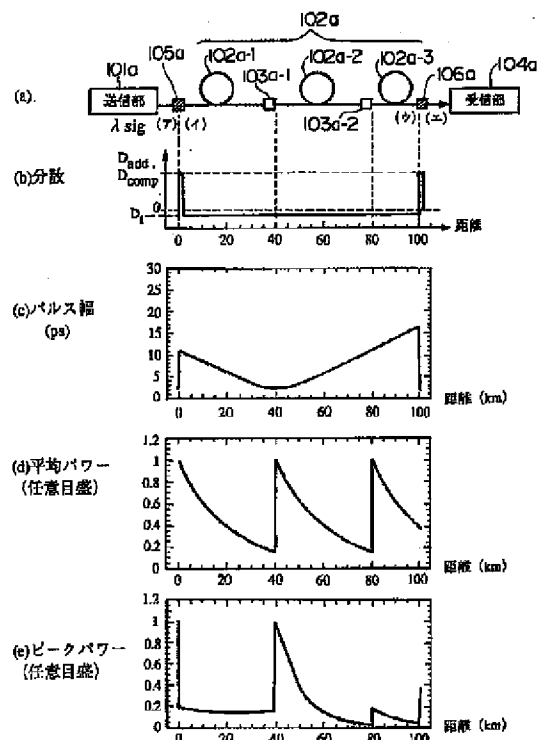 102a
105a 102a-1 102a-2 102a-3 104a
101a 103a-1 106a
(a). 送信部 受信部
λ sig (ア) (イ) 103a-2 (ウ) (エ)
(b)分散 Dadd,
Dcomp
0
D1
距離
0 20 40 60 80 100
(c)パルス幅
(ps)
30
25
20
15
10
5
0
0 20 40 60 80 100 距離 (km)
(d)平均パワー
(任意目盛)
1.2
1
0.8
0.6
0.4
0.2
0
0 20 40 60 80 100 距離 (km)
(e)ピークパワー
(任意目盛)
1.2
1
0.8
0.6
0.4
0.2
0
0 20 40 60 80 100 距離 (km)